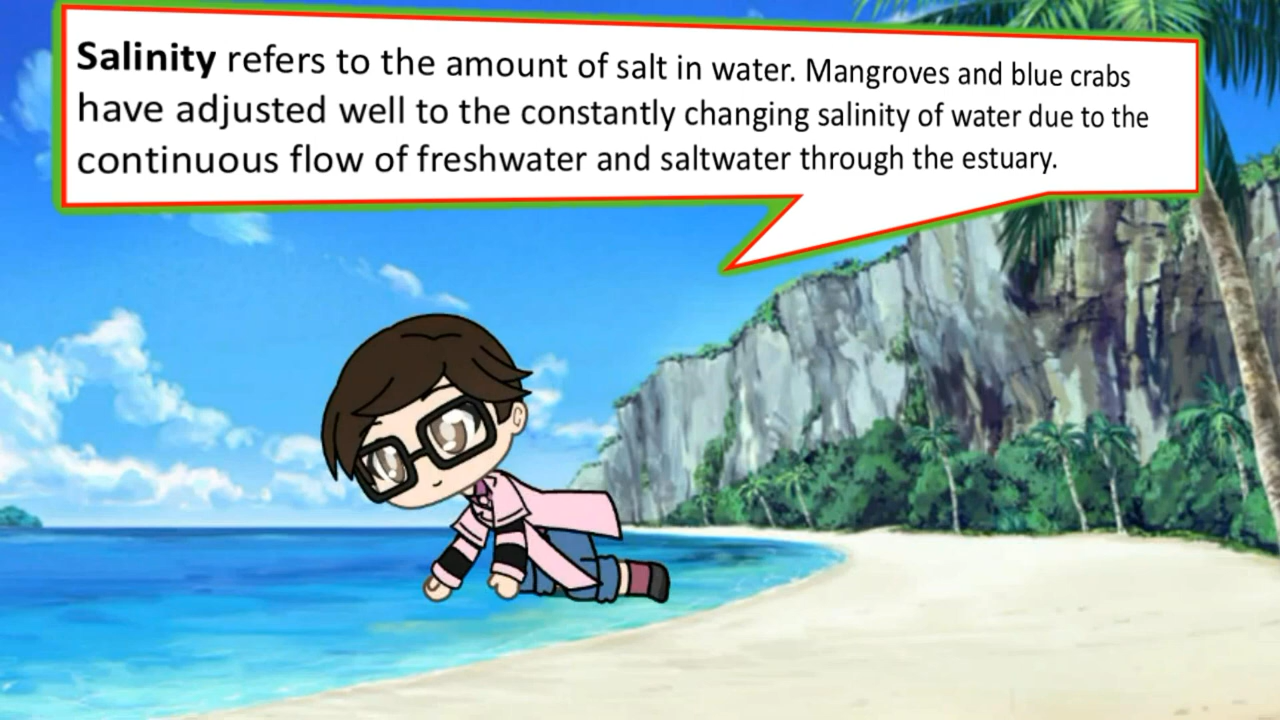 Salinity refers to the amount of salt in water. Mangroves and blue crabs
have adjusted well to the constantly changing salinity of water due to the
continuous flow of freshwater and saltwater through the estuary.